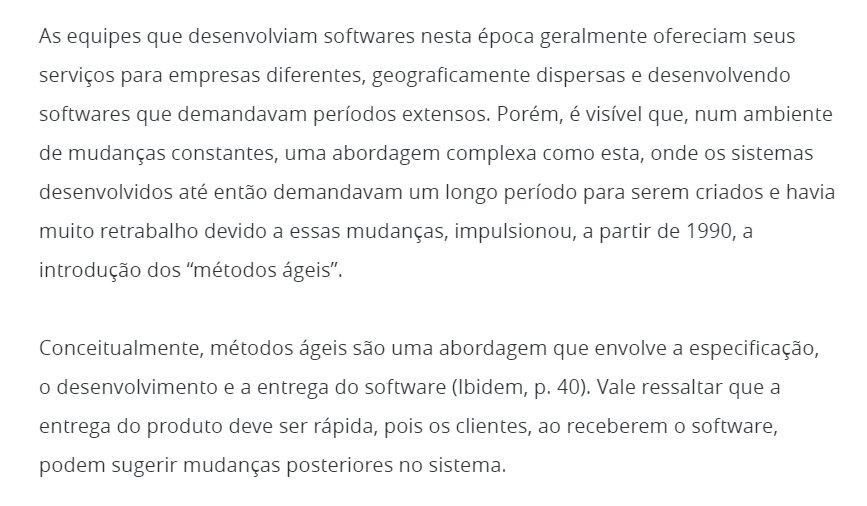 As equipes que desenvolviam softwares nesta época geralmente ofereciam seus
serviços para empresas diferentes, geograficamente dispersas e desenvolvendo
softwares que demandavam períodos extensos. Porém, é visível que, num ambiente
de mudanças constantes, uma abordagem complexa como esta, onde os sistemas
desenvolvidos até então demandavam um longo período para serem criados e havia
muito retrabalho devido a essas mudanças, impulsionou, a partir de 1990, a
introdução dos “métodos ágeis”.
Conceitualmente, métodos ágeis são uma abordagem que envolve a especificação,
o desenvolvimento e a entrega do software (Ibidem, p. 40). Vale ressaltar que a
entrega do produto deve ser rápida, pois os clientes, ao receberem o software,
podem sugerir mudanças posteriores no sistema.